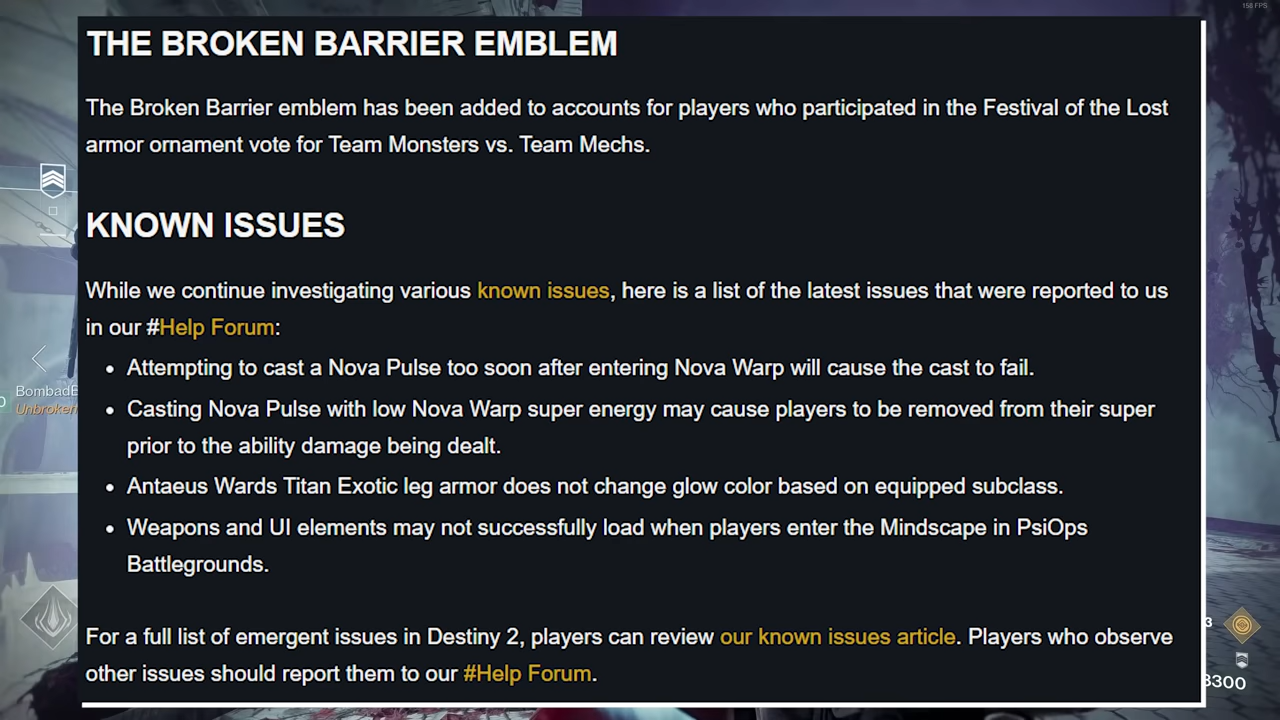 158 FPS
THE BROKEN BARRIER EMBLEM
The Broken Barrier emblem has been added to accounts for players who participated in the Festival of the Lost
armor ornament vote for Team Monsters vs. Team Mechs.
KNOWN ISSUES
While we continue investigating various known issues, here is a list of the latest issues that were reported to us
in our #Help Forum:
• Attempting to cast a Nova Pulse too soon after entering Nova Warp will cause the cast to fail.
• Casting Nova Pulse with low Nova Warp super energy may cause players to be removed from their super
prior to the ability damage being dealt.
• Antaeus Wards Titan Exotic leg armor does not change glow color based on equipped subclass.
• Weapons and UI elements may not successfully load when players enter the Mindscape in PsiOps
Battlegrounds.
For a full list of emergent issues in Destiny 2, players can review our known issues article. Players who observe
other issues should report them to our #Help Forum.
Unbroken
3
3300